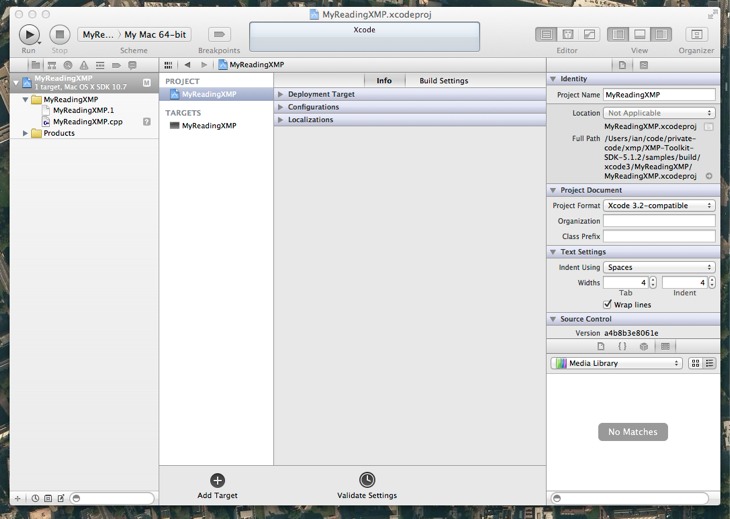 MyReadingXMP.xcodeproj
MyRe... My Mac 64-bit
Xcode
Run
Stop
Scheme
Breakpoints
Editor
View
Organizer
MyReadingXMP
MyReadingXMP
1 target, Mac OS X SDK 10.7
M
MyReadingXMP
MyReadingXMP.1
MyReadingXMP.cpp
?
Products
PROJECT
MyReadingXMP
TARGETS
MyReadingXMP
Info
Build Settings
Deployment Target
Configurations
Localizations
Add Target
Validate Settings
Identity
Project Name MyReadingXMP
Location Not Applicable
MyReadingXMP.xcodeproj
Full Path /Users/ian/code/private-
code/xmp/XMP-Toolkit-
SDK-5.1.2/samples/build/
xcode3/MyReadingXMP/
MyReadingXMP.xcodeproj
Project Document
Project Format Xcode 3.2-compatible
Organization
Class Prefix
Text Settings
Indent Using Spaces
Widths 4 4
Tab Indent
Wrap lines
Source Control
Version a4b8b3e8061e
Media Library
No Matches